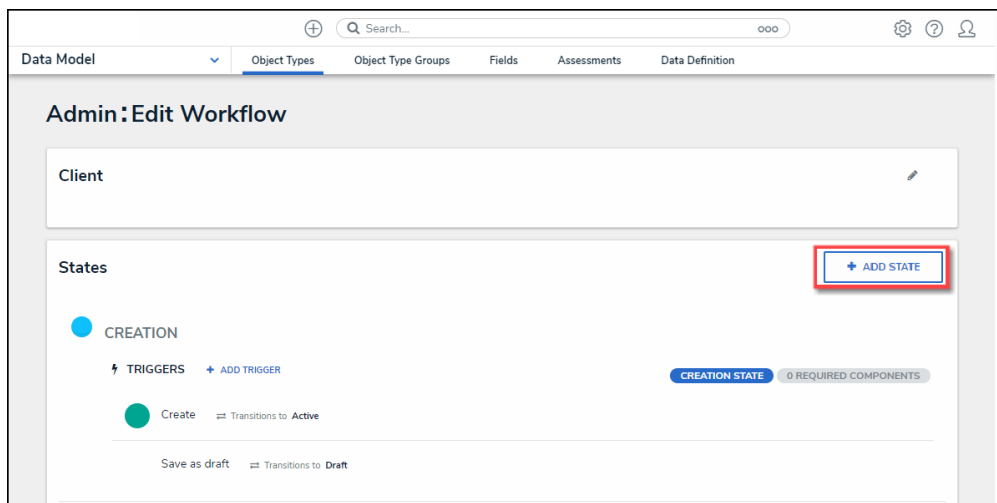 Search...
Data Model Object Types Object Type Groups Fields Assessments Data Definition
Admin:Edit Workflow
Client
States + ADD STATE
CREATION
TRIGGERS + ADD TRIGGER CREATION STATE 0 REQUIRED COMPONENTS
Create Transitions to Active
Save as draft Transitions to Draft